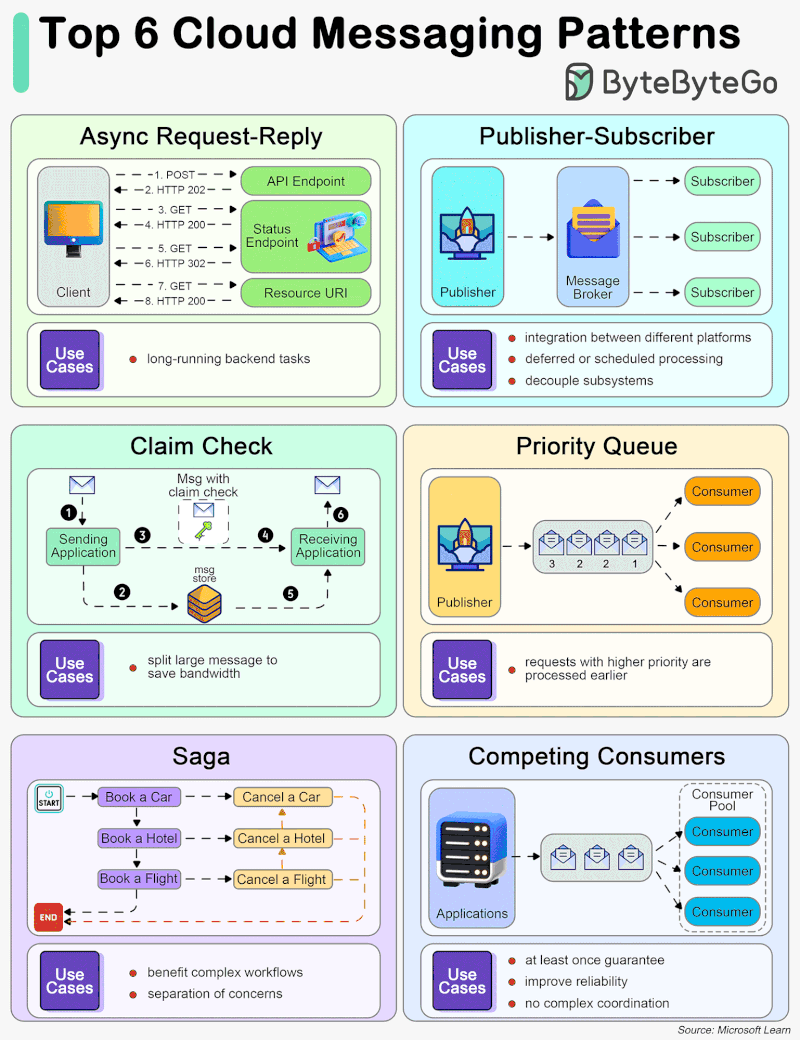 Top 6 Cloud Messaging Patterns
ByteByteGo
Async Request-Reply
1. POST
2. HTTP 202
3. GET
4. HTTP 200
5. GET
6. HTTP 302
7. GET
8. HTTP 200
Client
API Endpoint
Status
Endpoint
Resource URI
Use
Cases
long-running backend tasks
Publisher-Subscriber
Publisher
Message
Broker
Subscriber
Subscriber
Subscriber
Use
Cases
integration between different platforms
deferred or scheduled processing
decouple subsystems
Claim Check
Msg with
claim check
1
Sending
Application
3
4
6
Receiving
Application
2
msg
store
5
Use
Cases
split large message to
save bandwidth
Priority Queue
Publisher
3 2 2 1
Consumer
Consumer
Consumer
Use
Cases
requests with higher priority are
processed earlier
Saga
START
Book a Car
Cancel a Car
Book a Hotel
Cancel a Hotel
Book a Flight
Cancel a Flight
END
Use
Cases
benefit complex workflows
separation of concerns
Competing Consumers
Applications
Consumer
Pool
Consumer
Consumer
Consumer
Use
Cases
at least once guarantee
improve reliability
no complex coordination
Source: Microsoft Learn